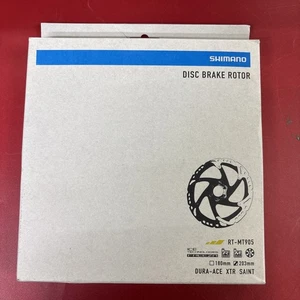 SHIMANO
DISC BRAKE ROTOR
RT-MT905
180mm 203mm
DURA-ACE XTR SAINT